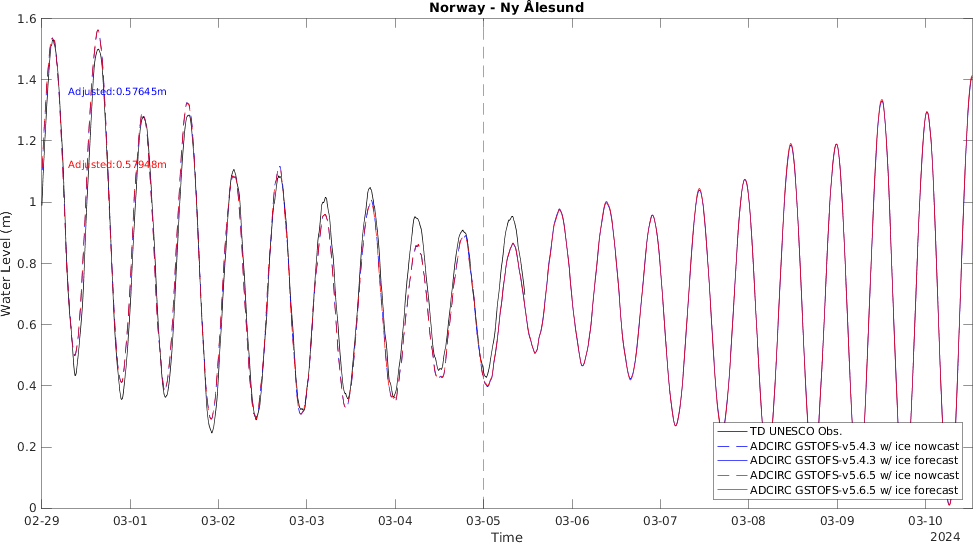 Norway - Ny Ålesund
1.6
1.4
1.2
1
0.8
0.6
0.4
0.2
0
Water Level (m)
Adjusted:0.57645m
Adjusted:0.57948m
TD UNESCO Obs.
ADCIRC GSTOFS-v5.4.3 w/ ice nowcast
ADCIRC GSTOFS-v5.4.3 w/ ice forecast
ADCIRC GSTOFS-v5.6.5 w/ ice nowcast
ADCIRC GSTOFS-v5.6.5 w/ ice forecast
02-29 03-01 03-02 03-03 03-04 03-05 03-06 03-07 03-08 03-09 03-10
Time
2024